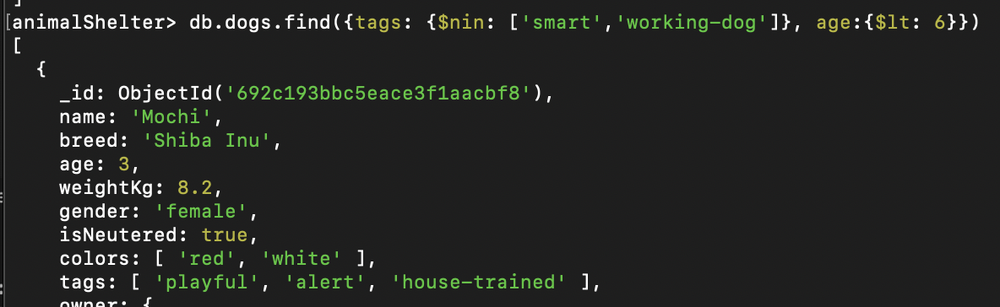 ]
[animalShelter> db.dogs.find({tags: {$nin: ['smart','working-dog']}, age:{$lt: 6}})
[
  {
    _id: ObjectId('692c193bbc5eace3f1aacbf8'),
    name: 'Mochi',
    breed: 'Shiba Inu',
    age: 3,
    weightKg: 8.2,
    gender: 'female',
    isNeutered: true,
    colors: [ 'red', 'white' ],
    tags: [ 'playful', 'alert', 'house-trained' ],
    owner: {